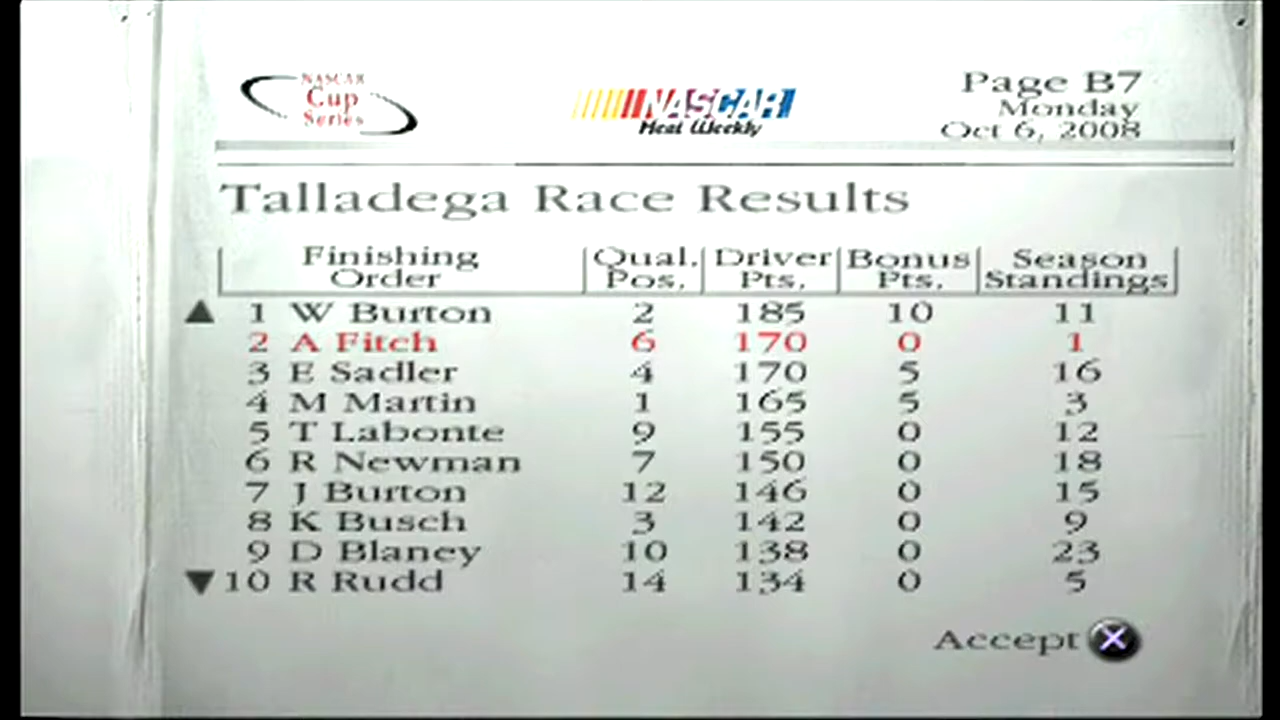 NASCAR
Cup
Series
NASCAR
Meat Weekly
Page B7
Monday
Oct 6, 2008
Talladega Race Results
Finishing Order Qual. Pos. Driver Pts. Bonus Pts. Season Standings
1 W Burton 2 185 10 11
2 A Fitch 6 170 0 1
3 E Sadler 4 170 5 16
4 M Martin 1 165 5 3
5 T Labonte 9 155 0 12
6 R Newman 7 150 0 18
7 J Burton 12 146 0 15
8 K Busch 3 142 0 9
9 D Blaney 10 138 0 23
10 R Rudd 14 134 0 5
Accept